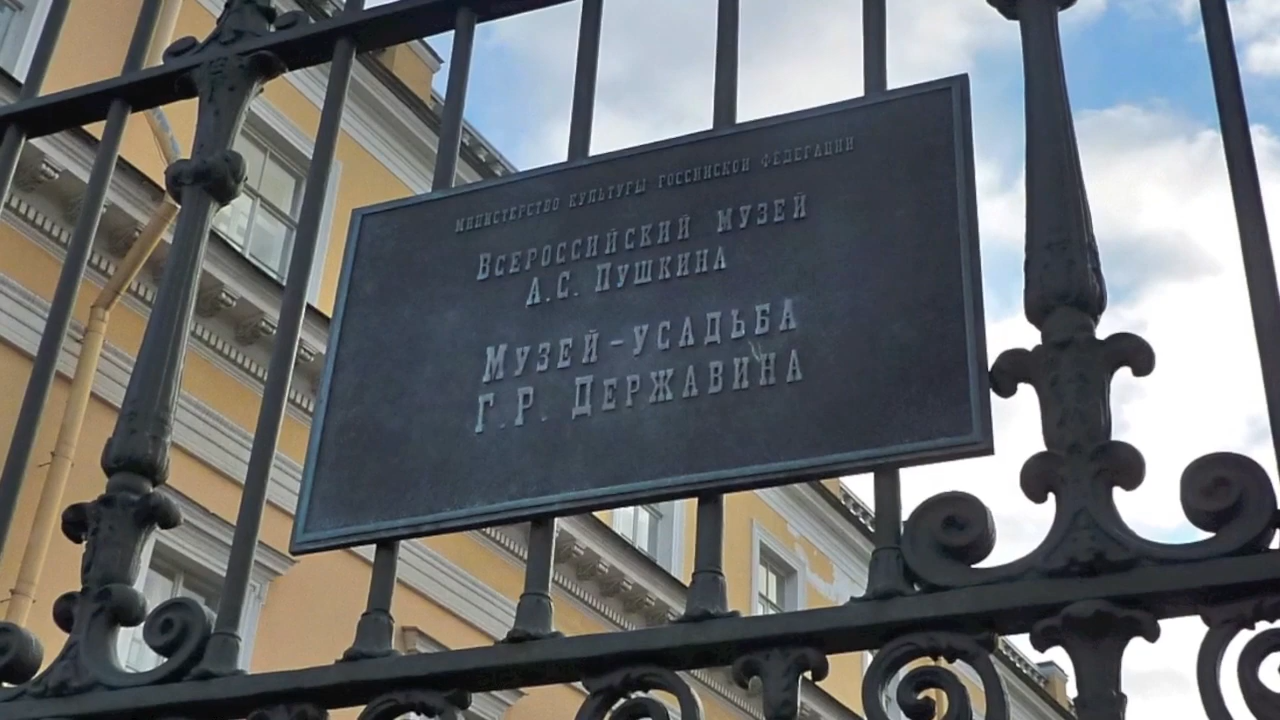 МИНИСТЕРСТВО КУЛЬТУРЫ РОССИЙСКОЙ ФЕДЕРАЦИИ
ВСЕРОССИЙСКИЙ МУЗЕЙ
А.С. ПУШКИНА
МУЗЕЙ-УСАДЬБА
Г.Р. ДЕРЖАВИНА